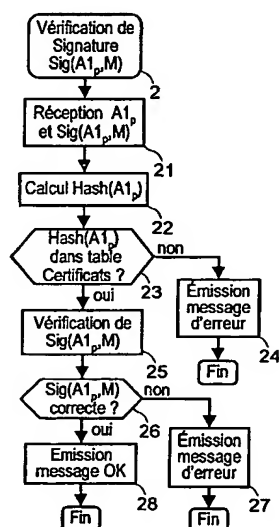 Vérification de
Signature
Sig(A1p,M)
2
Réception A1p
et Sig(A1p,M)
21
Calcul Hash(A1p)
22
Hash(A1p)
dans table
Certificats ?
non
23
oui
Émission
message
d'erreur
24
Fin
Vérification de
Sig(A1p,M)
25
Sig(A1p,M)
correcte ?
non
26
oui
Emission
message OK
28
Fin
Émission
message
d'erreur
27
Fin